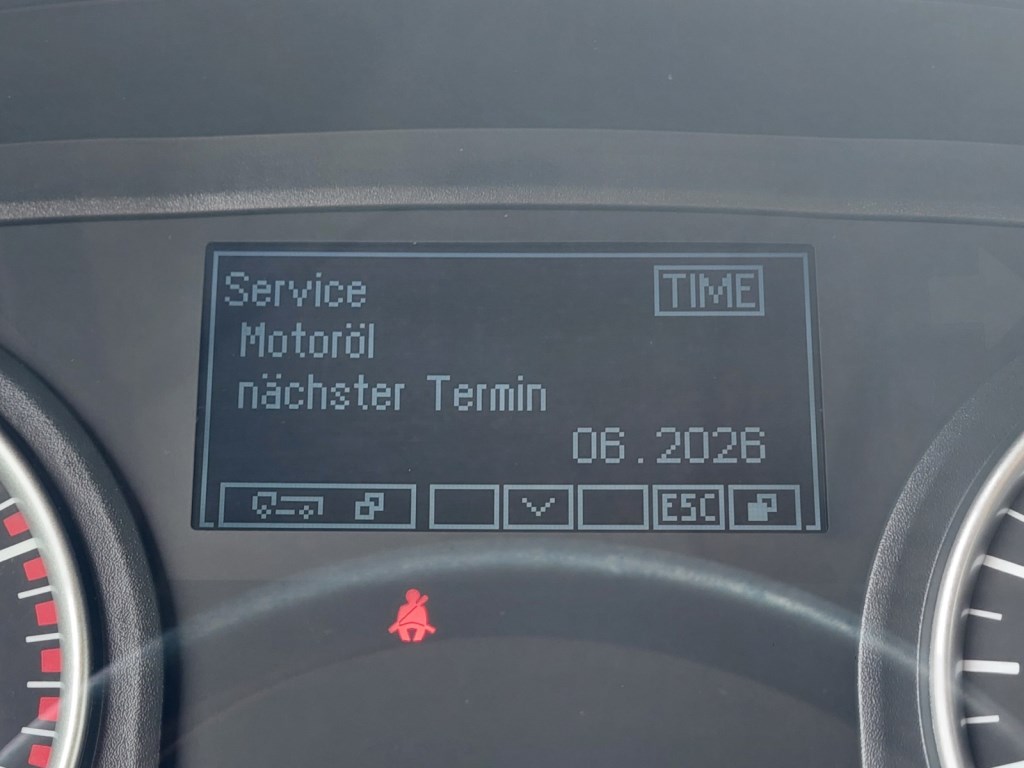 Service TIME
Motoröl
nächster Termin
06.2026
ESC